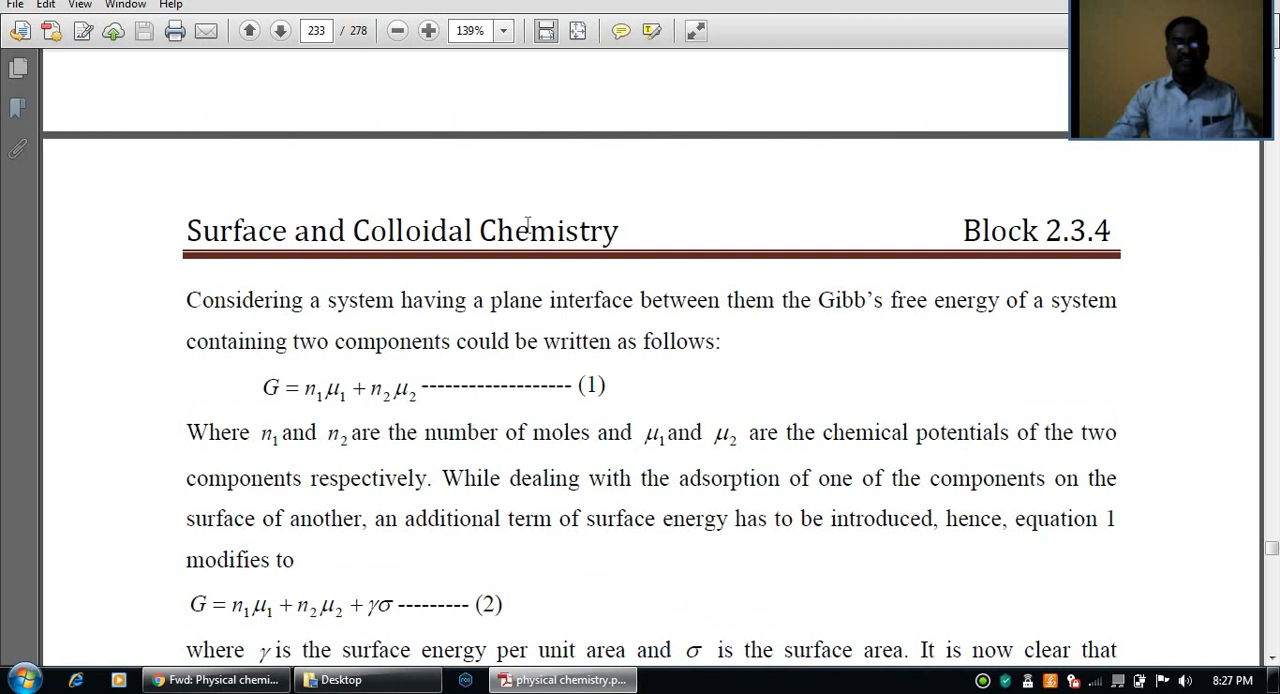 File Edit View Window Help
233 / 278 139%
Surface and Colloidal Chemistry Block 2.3.4
Considering a system having a plane interface between them the Gibb's free energy of a system
containing two components could be written as follows:
G = n₁μ₁ + n₂μ₂ ------------------- (1)
Where n₁ and n₂ are the number of moles and μ₁ and μ₂ are the chemical potentials of the two
components respectively. While dealing with the adsorption of one of the components on the
surface of another, an additional term of surface energy has to be introduced, hence, equation 1
modifies to
G = n₁μ₁ + n₂μ₂ + γσ --------- (2)
where γ is the surface energy per unit area and σ is the surface area. It is now clear that
Fwd: Physical chemi... Desktop physical chemistry.p... 8:27 PM